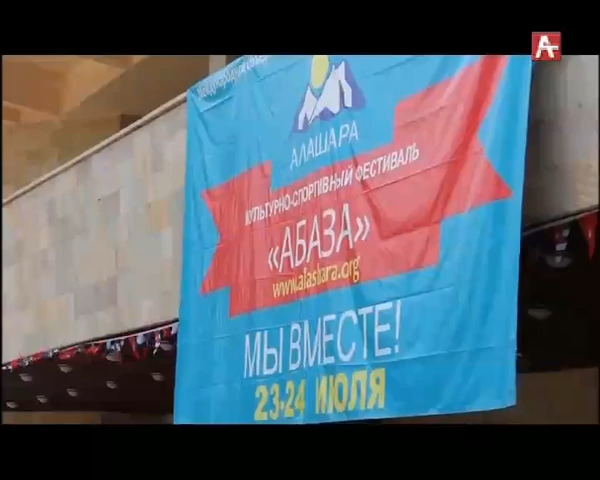 АЛАШАРА
КУЛЬТУРНО-СПОРТИВНЫЙ ФЕСТИВАЛЬ
«АБАЗА»
www.alashara.org
МЫ ВМЕСТЕ!
23-24 ИЮЛЯ